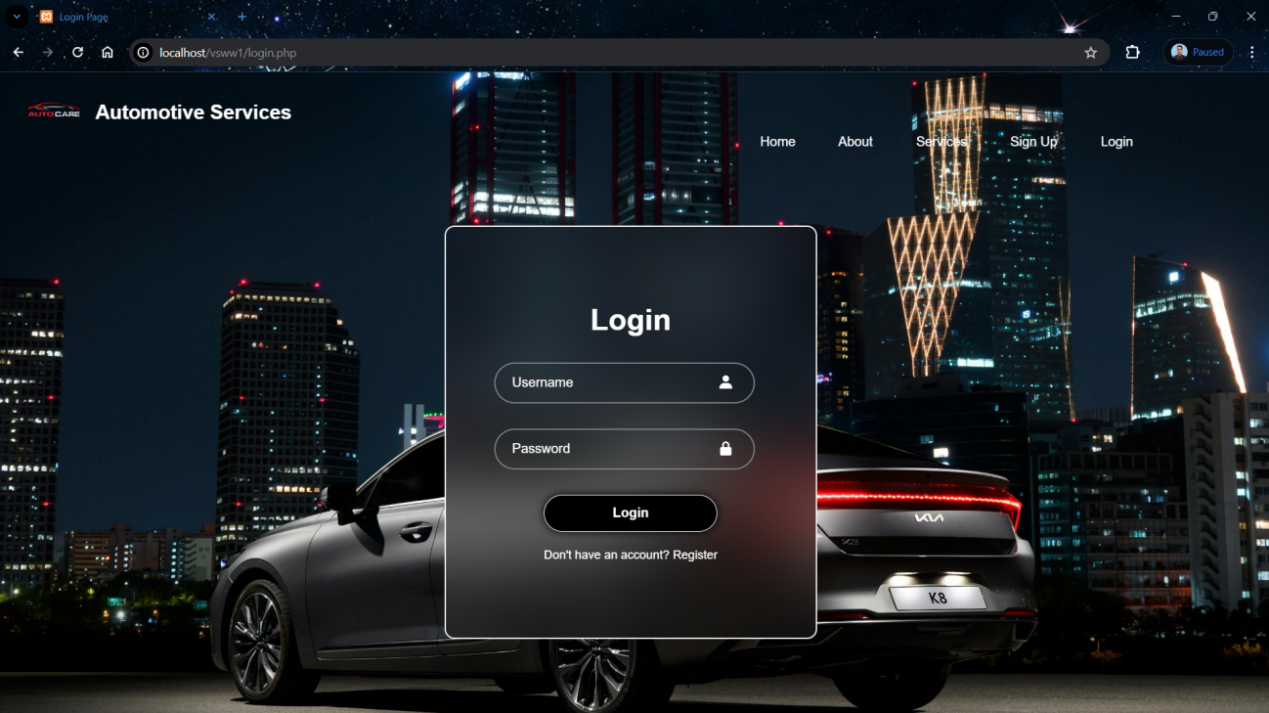 Login Page
localhost/vsww1/login.php
Paused
AUTOCARE
Automotive Services
Home About Services Sign Up Login
Login
Username
Password
Login
Don't have an account? Register
KIA
K8